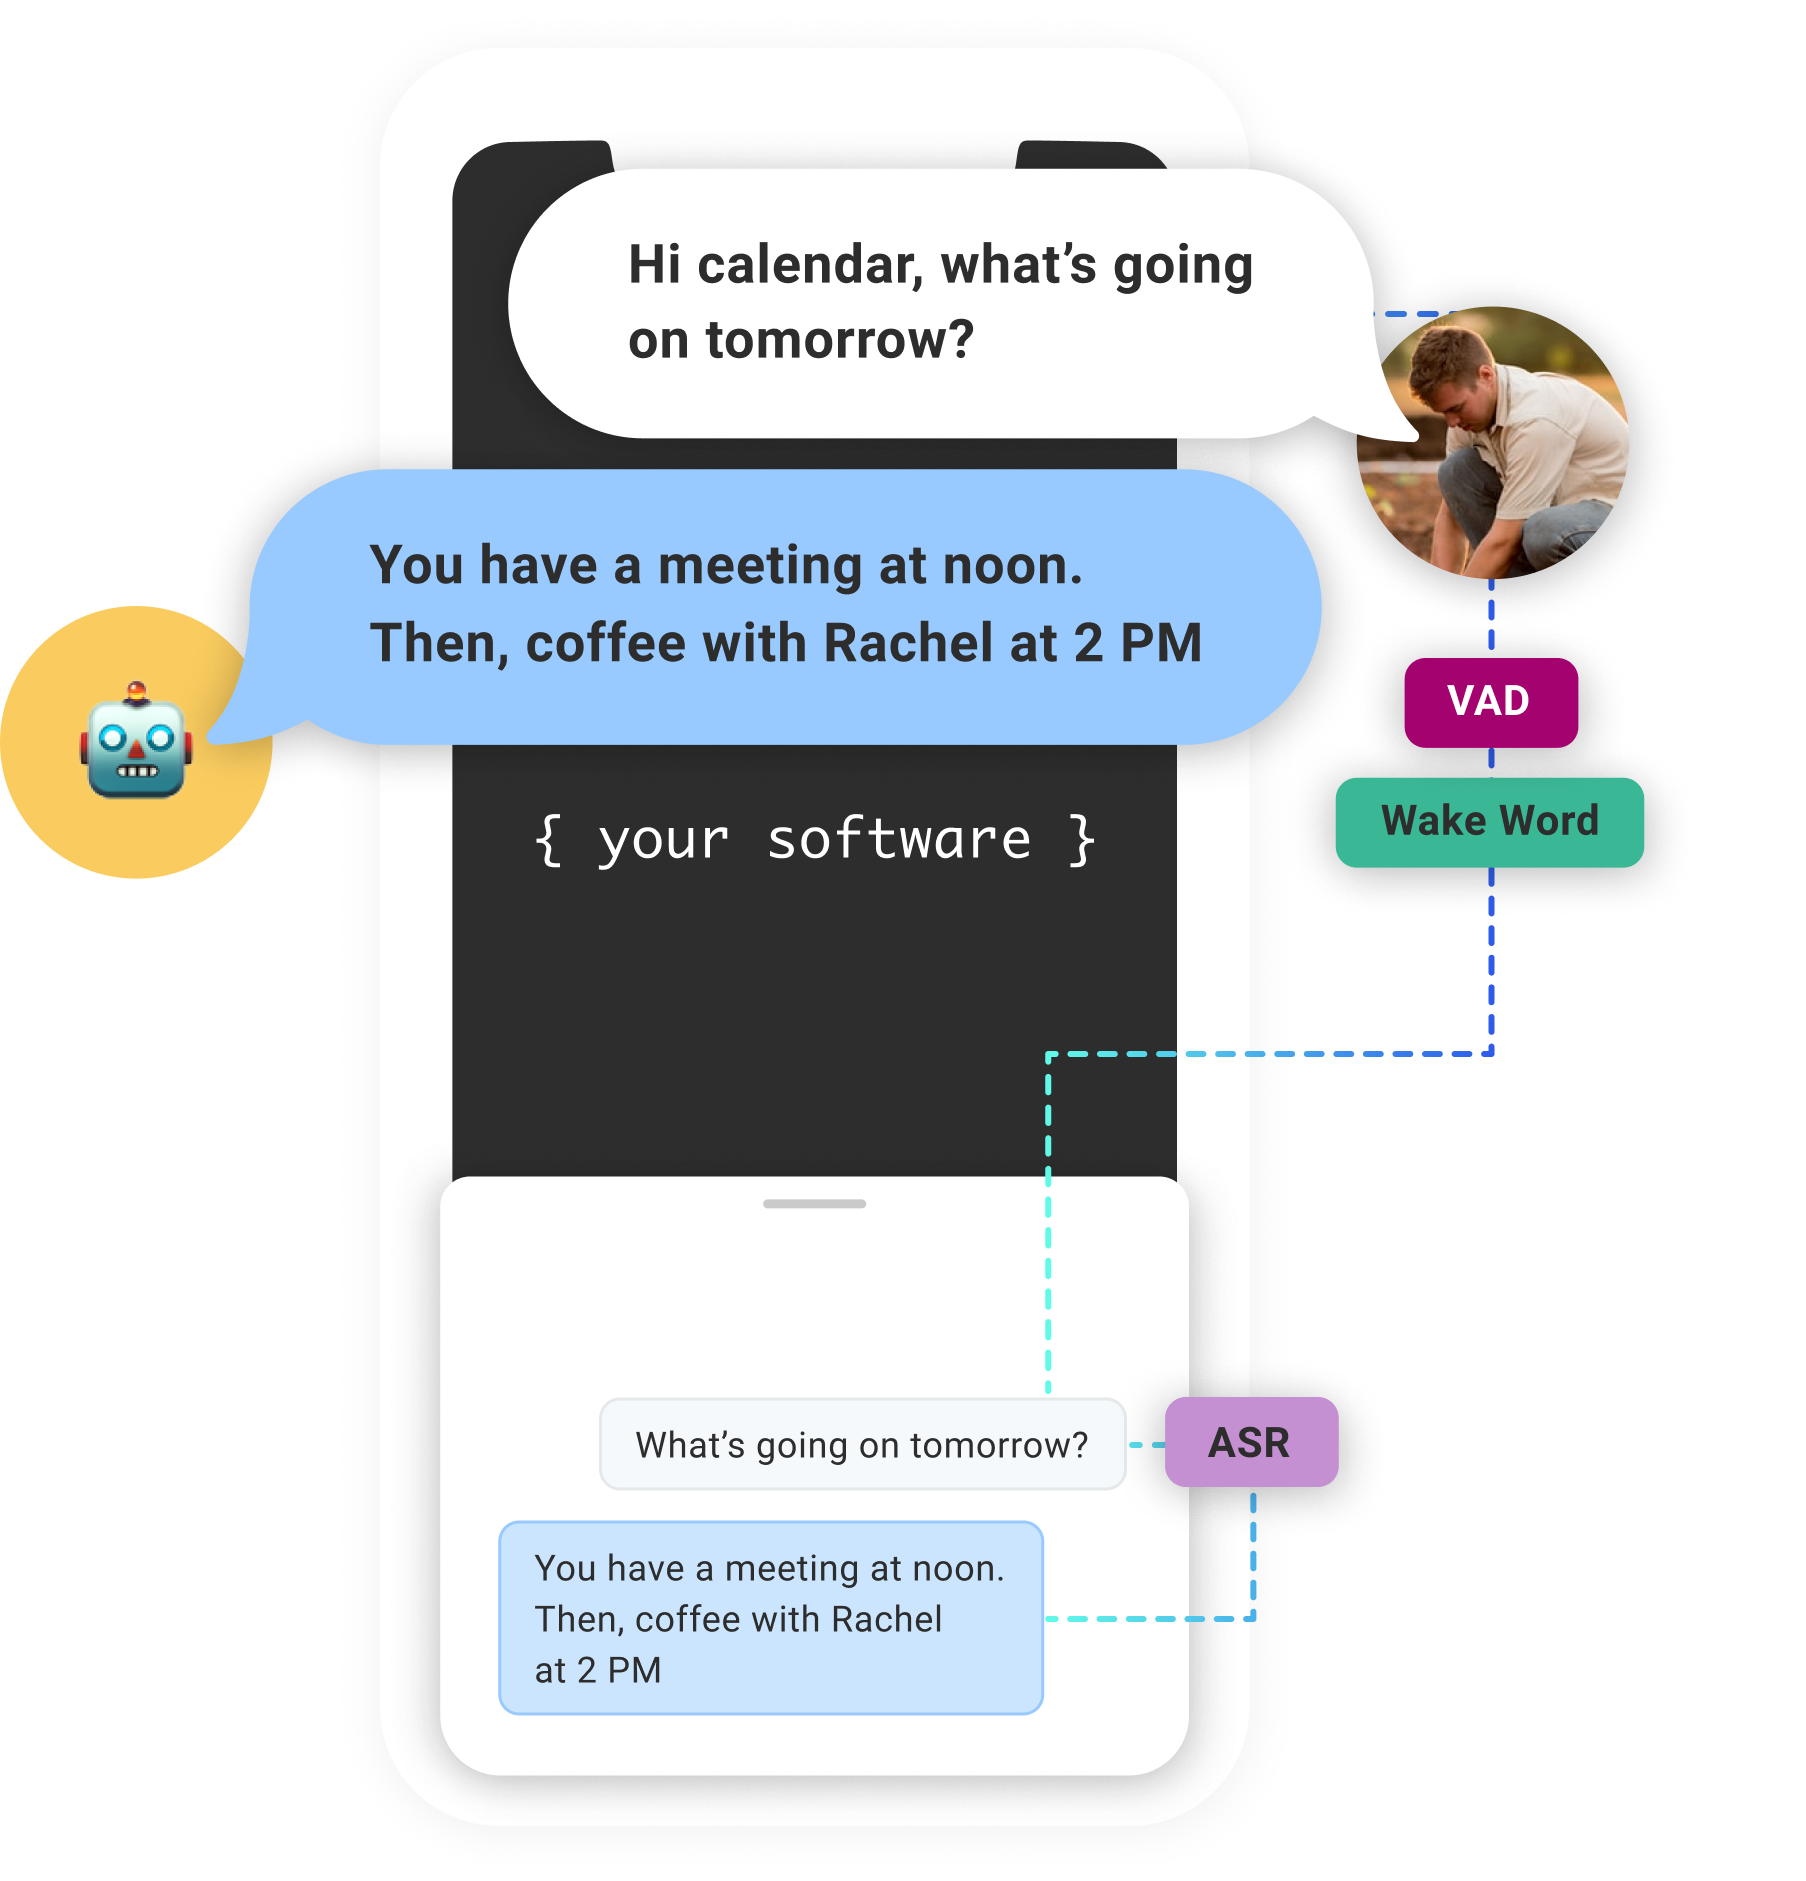 Hi calendar, what’s going
on tomorrow?
You have a meeting at noon.
Then, coffee with Rachel at 2 PM
VAD
Wake Word
{ your software }
What’s going on tomorrow?
ASR
You have a meeting at noon.
Then, coffee with Rachel
at 2 PM